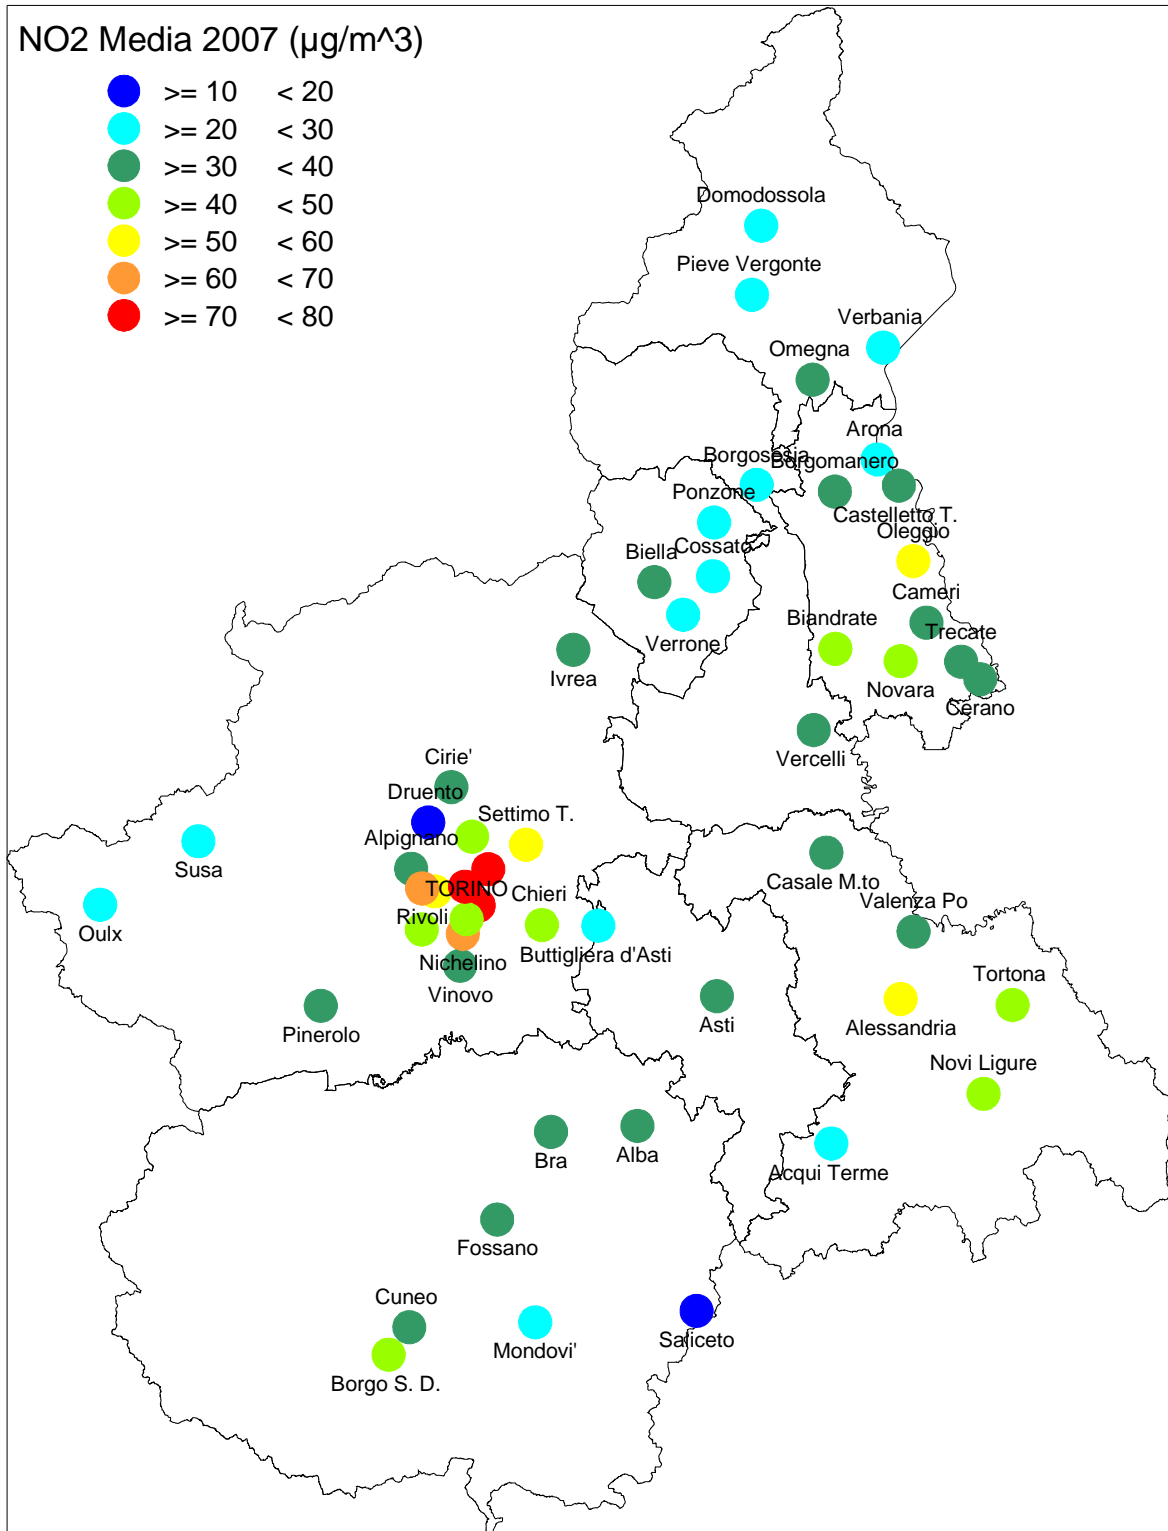 NO2 Media 2007 (µg/m^3)
>= 10 < 20
>= 20 < 30
>= 30 < 40
>= 40 < 50
>= 50 < 60
>= 60 < 70
>= 70 < 80
Domodossola
Pieve Vergonte
Verbania
Omegna
Arona
Borgosesia
Borgomanero
Ponzone
Castelletto T.
Oleggio
Cossato
Biella
Cameri
Biandrate
Trecate
Verrone
Ivrea
Novara
Cerano
Vercelli
Cirie'
Druento
Settimo T.
Alpignano
Susa
Casale M.to
TORINO
Chieri
Valenza Po
Rivoli
Oulx
Buttigliera d'Asti
Nichelino
Tortona
Vinovo
Pinerolo
Asti
Alessandria
Novi Ligure
Bra
Alba
Acqui Terme
Fossano
Cuneo
Mondovi'
Saliceto
Borgo S. D.